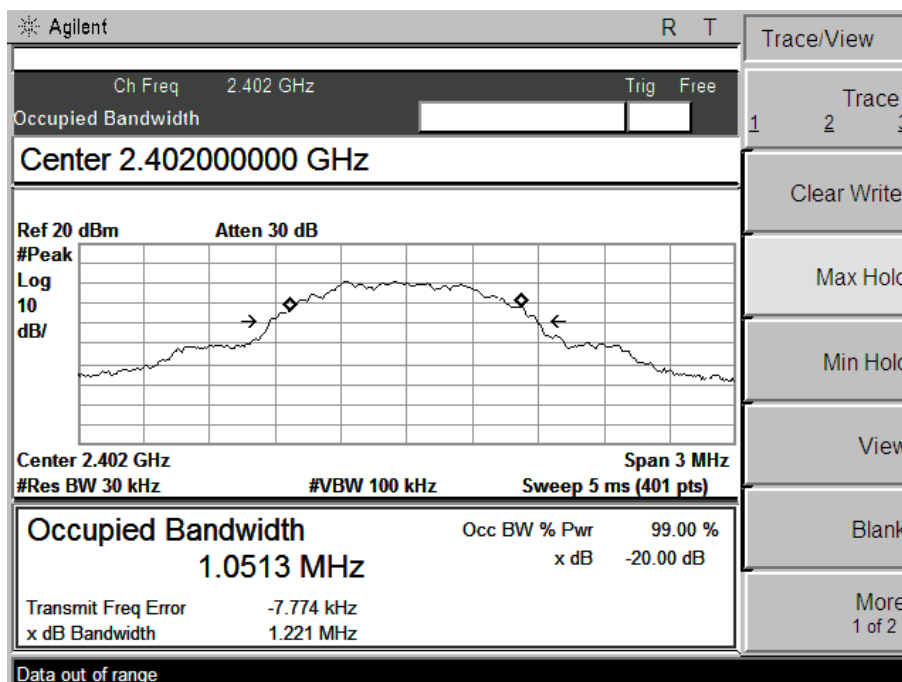 Agilent R T
Ch Freq 2.402 GHz Trig Free
Occupied Bandwidth
Center 2.402000000 GHz
Ref 20 dBm Atten 30 dB
#Peak
Log
10
dB/
Center 2.402 GHz Span 3 MHz
#Res BW 30 kHz #VBW 100 kHz Sweep 5 ms (401 pts)
Occupied Bandwidth Occ BW % Pwr 99.00 %
1.0513 MHz x dB -20.00 dB
Transmit Freq Error -7.774 kHz
x dB Bandwidth 1.221 MHz
Data out of range
Trace/View
Trace
1 2
Clear Write
Max Hold
Min Hold
View
Blank
More
1 of 2